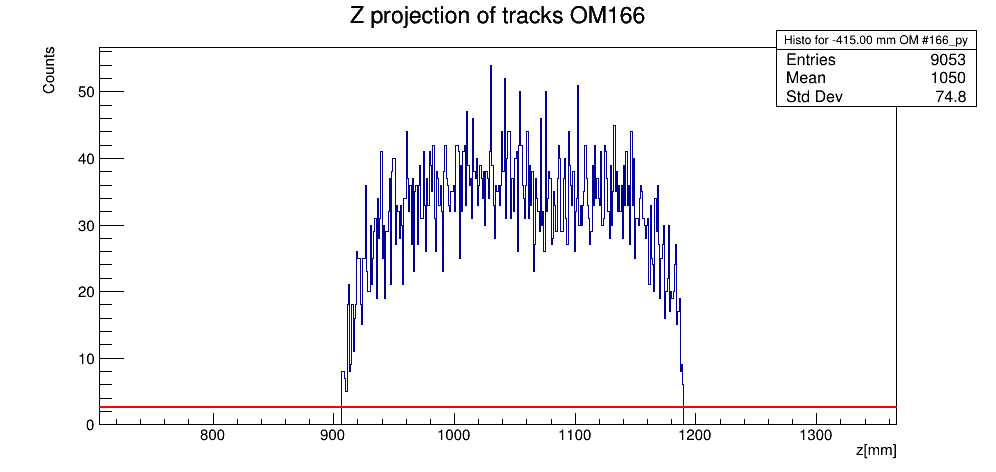 Z projection of tracks OM166
Histo for -415.00 mm OM #166_py
Entries 9053
Mean 1050
Std Dev 74.8
Counts
50
40
30
20
10
0
800 900 1000 1100 1200 1300
z[mm]